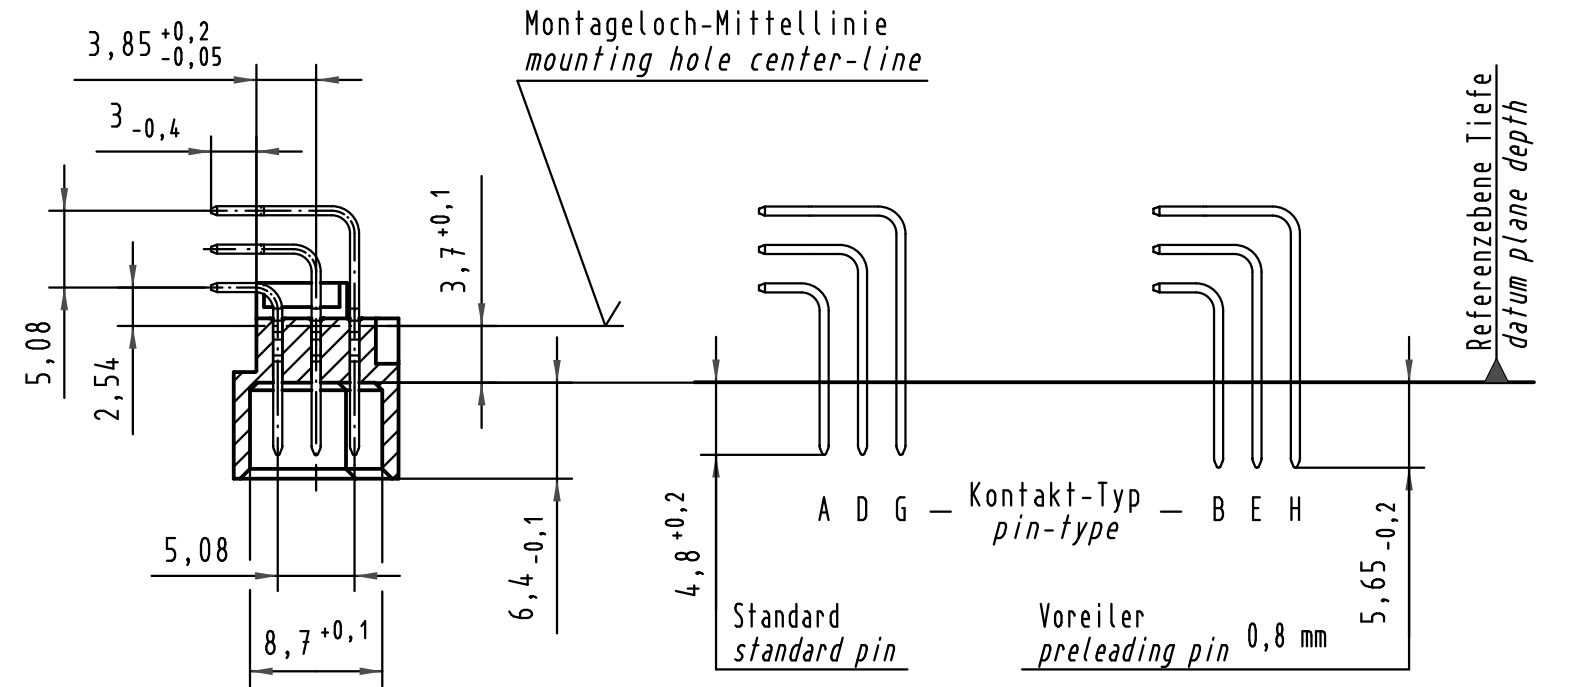 Montageloch-Mittellinie
mounting hole center-line
3,85 +0,2 -0,05
3 -0,4
3,7 +0,1
5,08
2,54
Referenzebene Tiefe
datum plane depth
A D G — Kontakt-Typ — B E H
pin-type
5,08
8,7 +0,1
6,4 -0,1
4,8 +0,2
5,65 -0,2
Standard
standard pin
Voreiler
preleading pin 0,8 mm